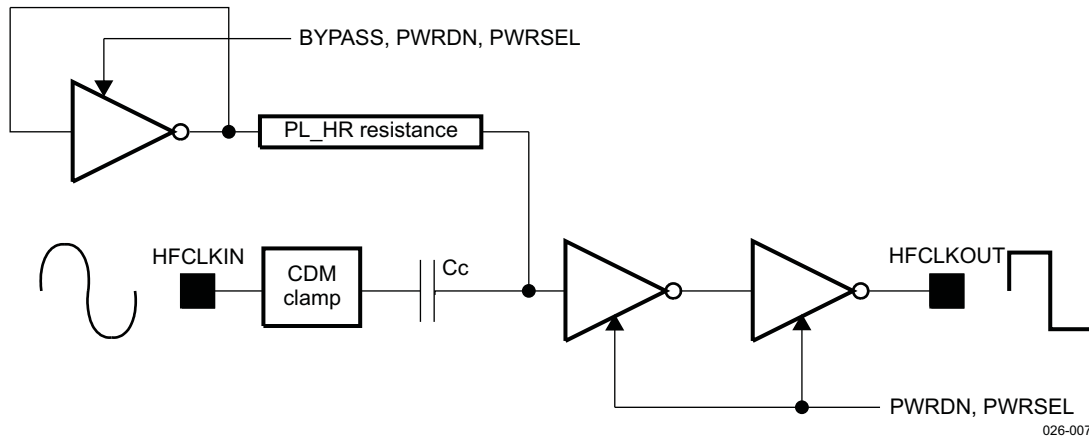 BYPASS, PWRDN, PWRSEL
PL_HR resistance
HFCLKIN
CDM
clamp
Cc
HFCLKOUT
PWRDN, PWRSEL
026-007